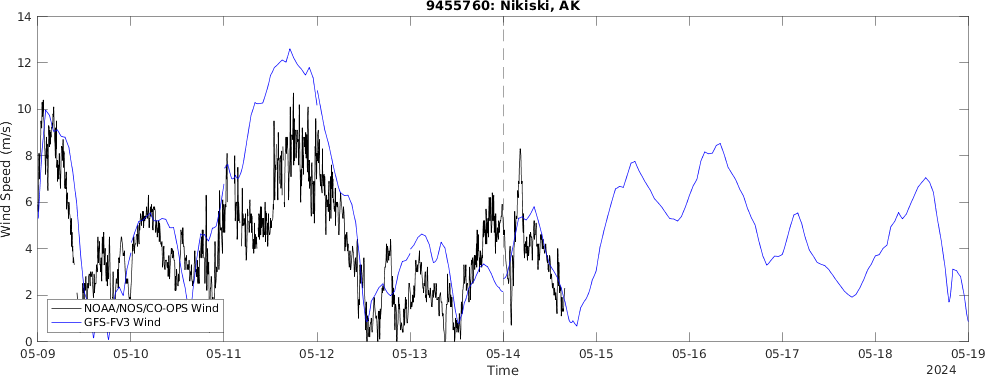 9455760: Nikiski, AK
Wind Speed (m/s)
14
12
10
8
6
4
2
0
NOAA/NOS/CO-OPS Wind
GFS-FV3 Wind
05-09 05-10 05-11 05-12 05-13 05-14 05-15 05-16 05-17 05-18 05-19
Time
2024